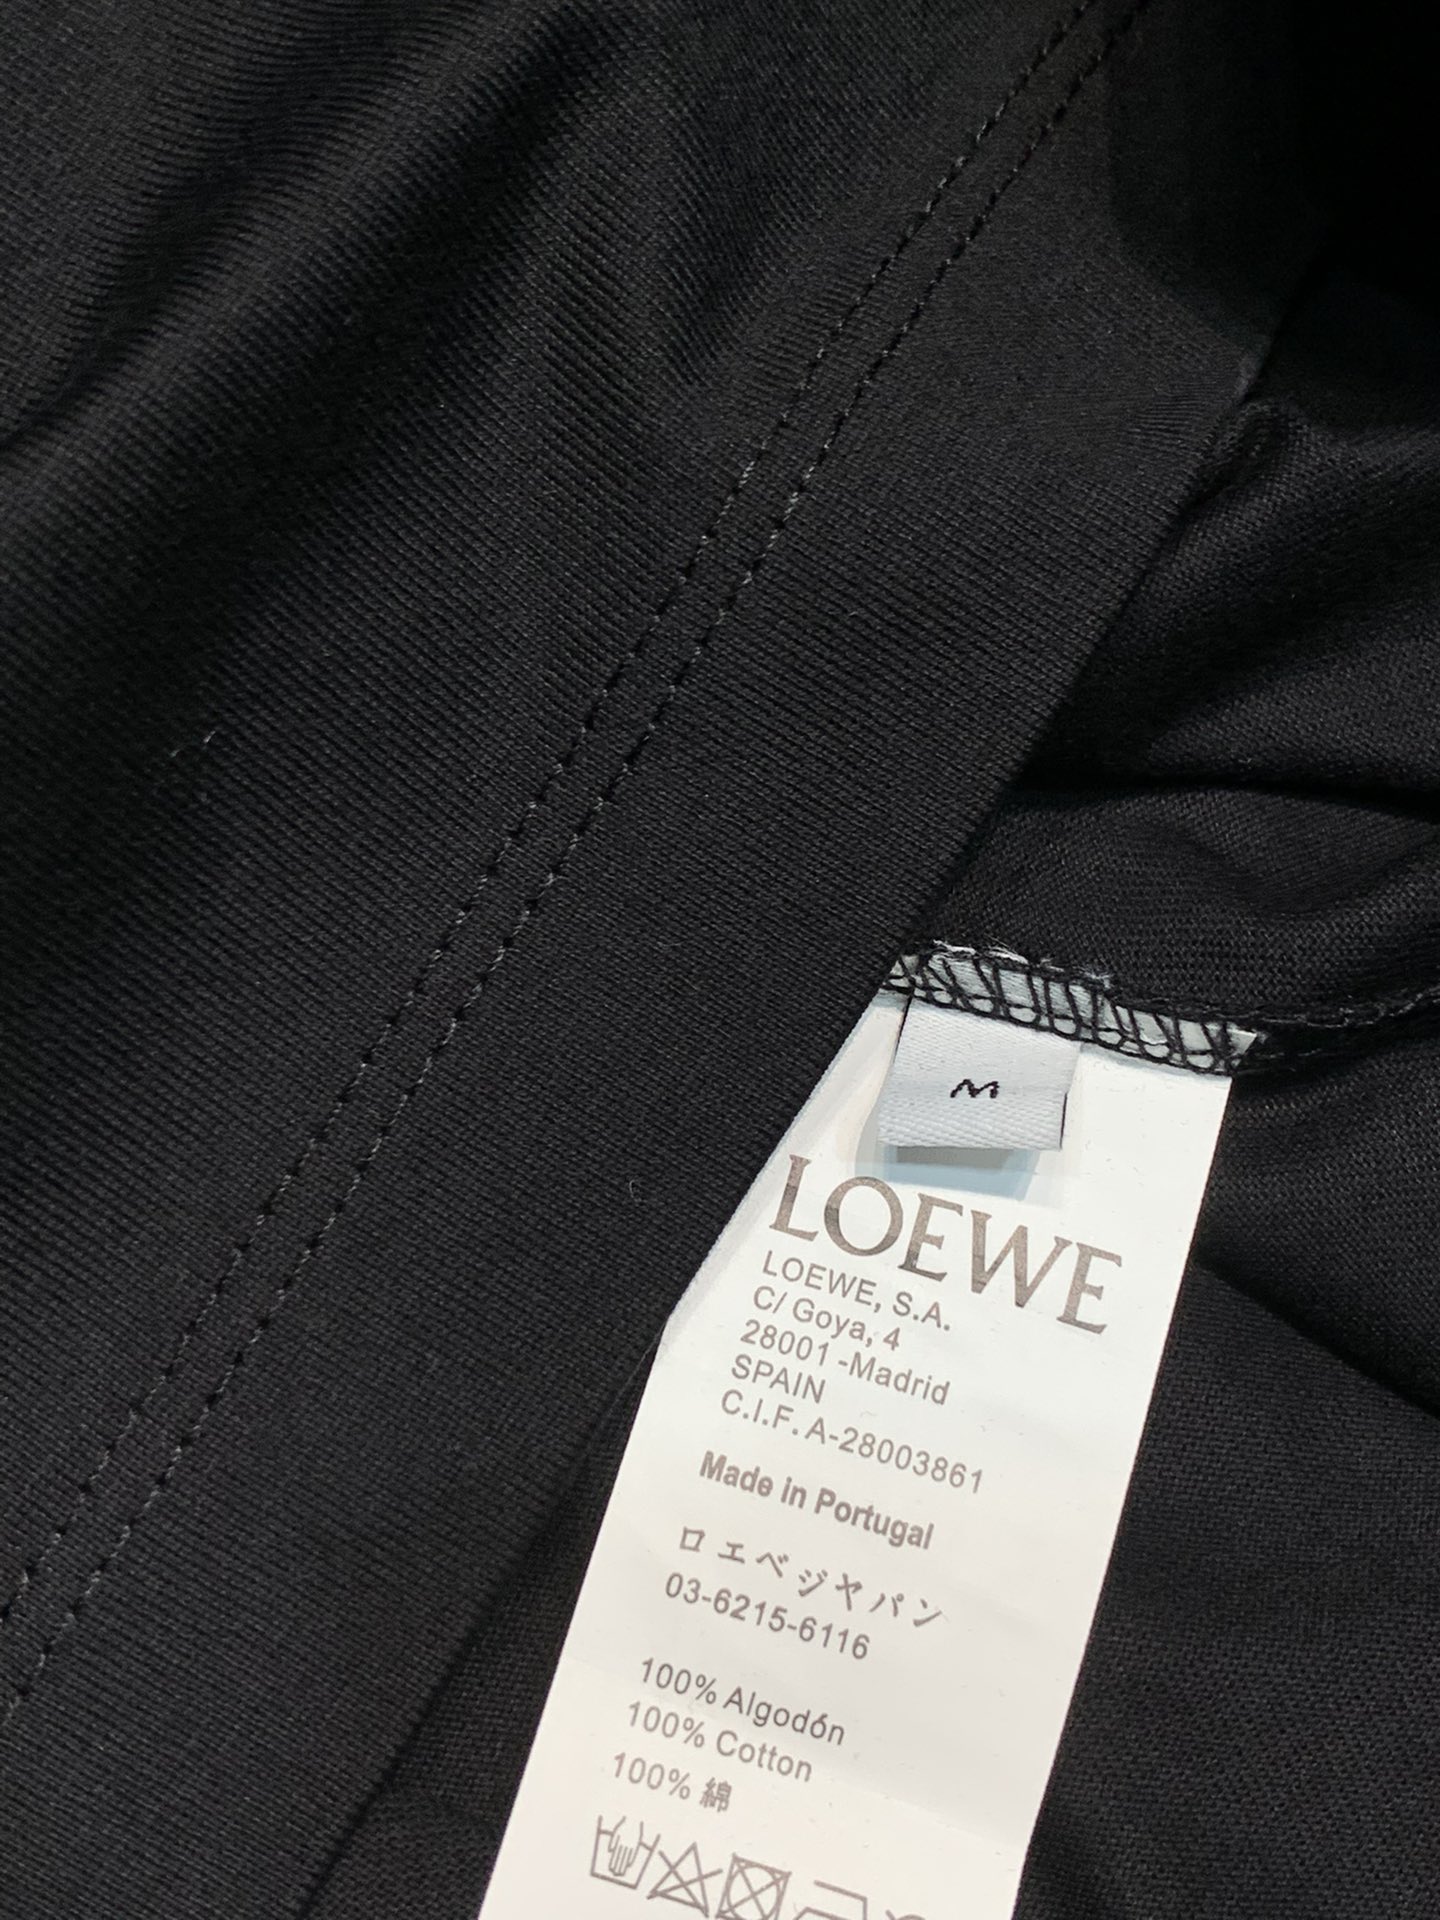 M
LOEWE
LOEWE, S.A.
C/ Goya, 4
28001 -Madrid
SPAIN
C.I.F. A-28003861
Made in Portugal
ロエベジャパン
03-6215-6116
100% Algodón
100% Cotton
100% 綿